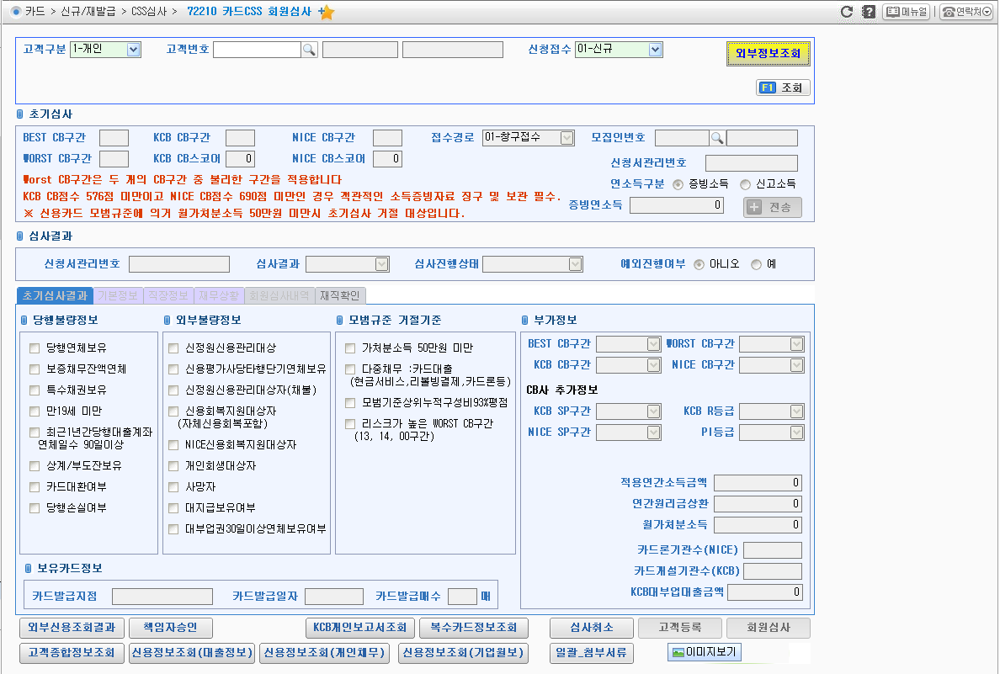 카드 > 신규/재발급 > CSS심사 > 72210 카드CSS 회원심사
메뉴얼 | 연락처
고객구분 1-개인 고객번호 신청접수 01-신규 외부정보조회
F1 조회
초기심사
BEST CB구간 KCB CB구간 NICE CB구간 접수경로 01-창구접수 모집인번호
WORST CB구간 KCB CB스코어 0 NICE CB스코어 0 신청서관리번호
Worst CB구간은 두 개의 CB구간 중 불리한 구간을 적용합니다
연소득구분 증빙소득 신고소득
KCB CB점수 576점 미만이고 NICE CB점수 690점 미만인 경우 객관적인 소득증빙자료 징구 및 보관 필수.
증빙연소득 0 전송
※ 신용카드 모범규준에 의거 월가처분소득 50만원 미만시 초기심사 거절 대상입니다.
심사결과
신청서관리번호 심사결과 심사진행상태 예외진행여부 아니오 예
초기심사결과 기본정보 직장정보 재무상황 회원심사내역 재직확인
당행불량정보
당행연체보유
보증채무잔액연체
특수채권보유
만19세 미만
최근1년간당행대출계좌
연체일수 90일이상
상계/부도잔보유
카드대환여부
당행손실여부
외부불량정보
신정원신용관리대상
신용평가사당타행단기연체보유
신정원신용관리대상자(채불)
신용회복지원대상자
(자체신용회복포함)
NICE신용회복지원대상자
개인회생대상자
사망자
대지급보유여부
대부업권30일이상연체보유여부
모범규준 거절기준
가처분소득 50만원 미만
다중채무 :카드대출
(현금서비스,리볼빙결제,카드론등)
모범기준상위누적구성비93%평점
리스크가 높은 WORST CB구간
(13, 14, 00구간)
부가정보
BEST CB구간 WORST CB구간
KCB CB구간 NICE CB구간
CB사 추가정보
KCB SP구간 KCB R등급
NICE SP구간 PI등급
적용연간소득금액 0
연간원리금상환 0
월가처분소득 0
카드론기관수(NICE)
카드개설기관수(KCB)
KCB대부업대출금액 0
보유카드정보
카드발급지점 카드발급일자 카드발급매수 매
외부신용조회결과 책임자승인 KCB개인보고서조회 복수카드정보조회 심사취소 고객등록 회원심사
고객종합정보조회 신용정보조회(대출정보) 신용정보조회(개인채무) 신용정보조회(기업월보) 일괄_첨부서류 이미지보기